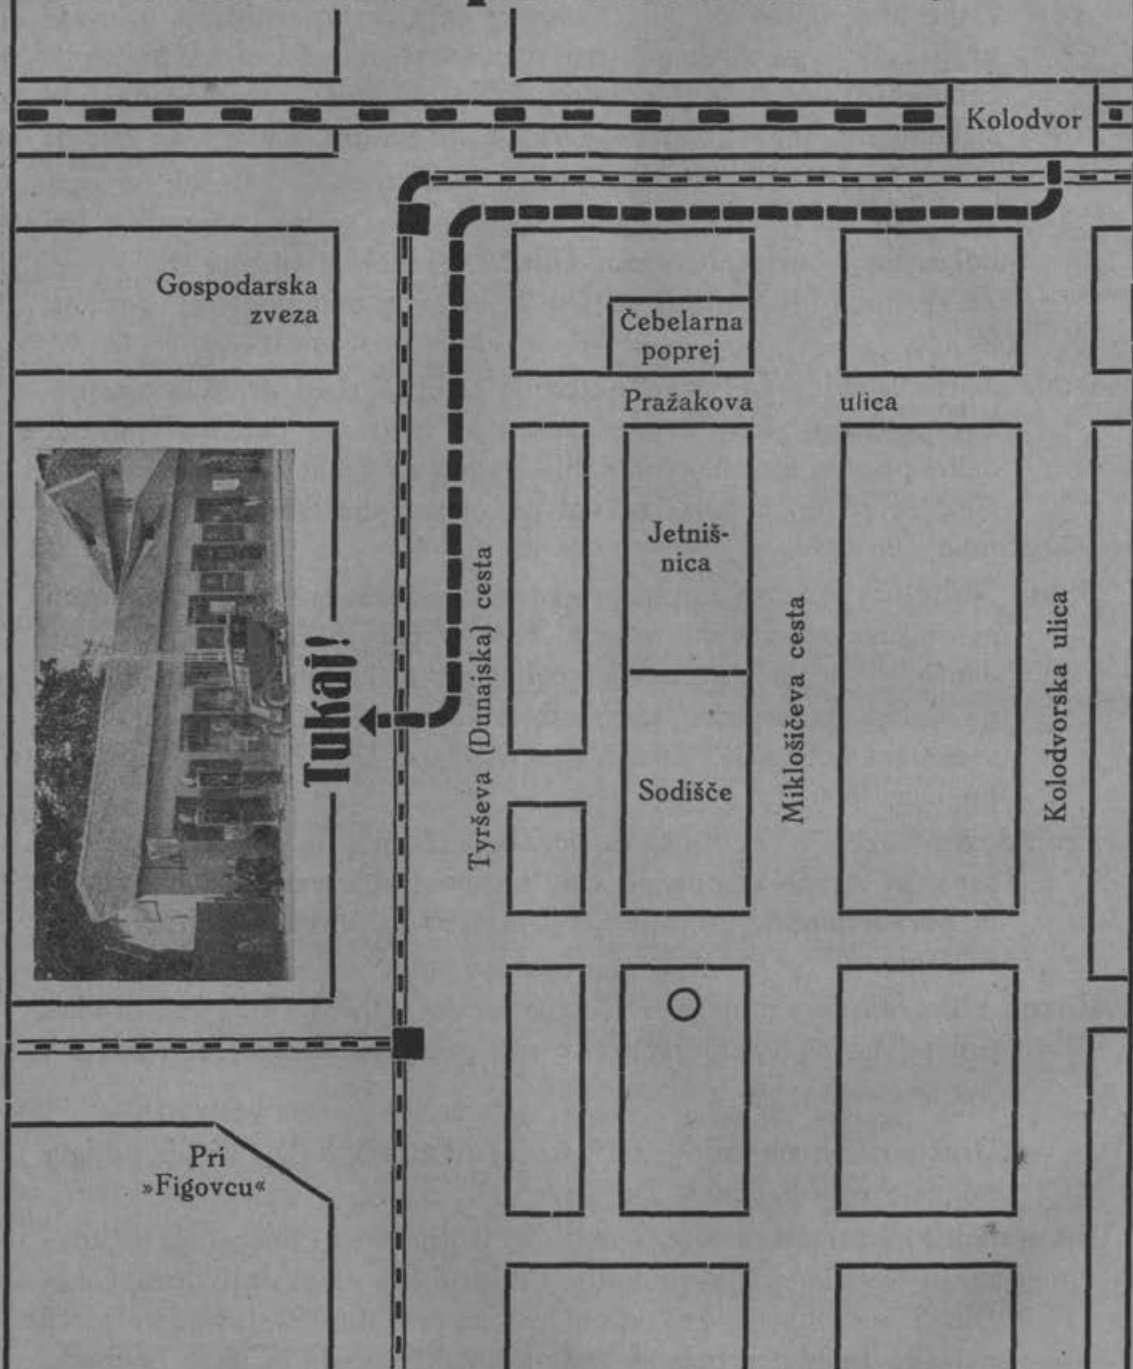 Kolodvor
Gospodarska
zveza
Čebelarna
poprej
Pražakova ulica
Jetniš-
nica
Tukaj!
Tyrševa (Dunajska) cesta
Miklošičeva cesta
Kolodvorska ulica
Sodišče
Pri
»Figovcu«